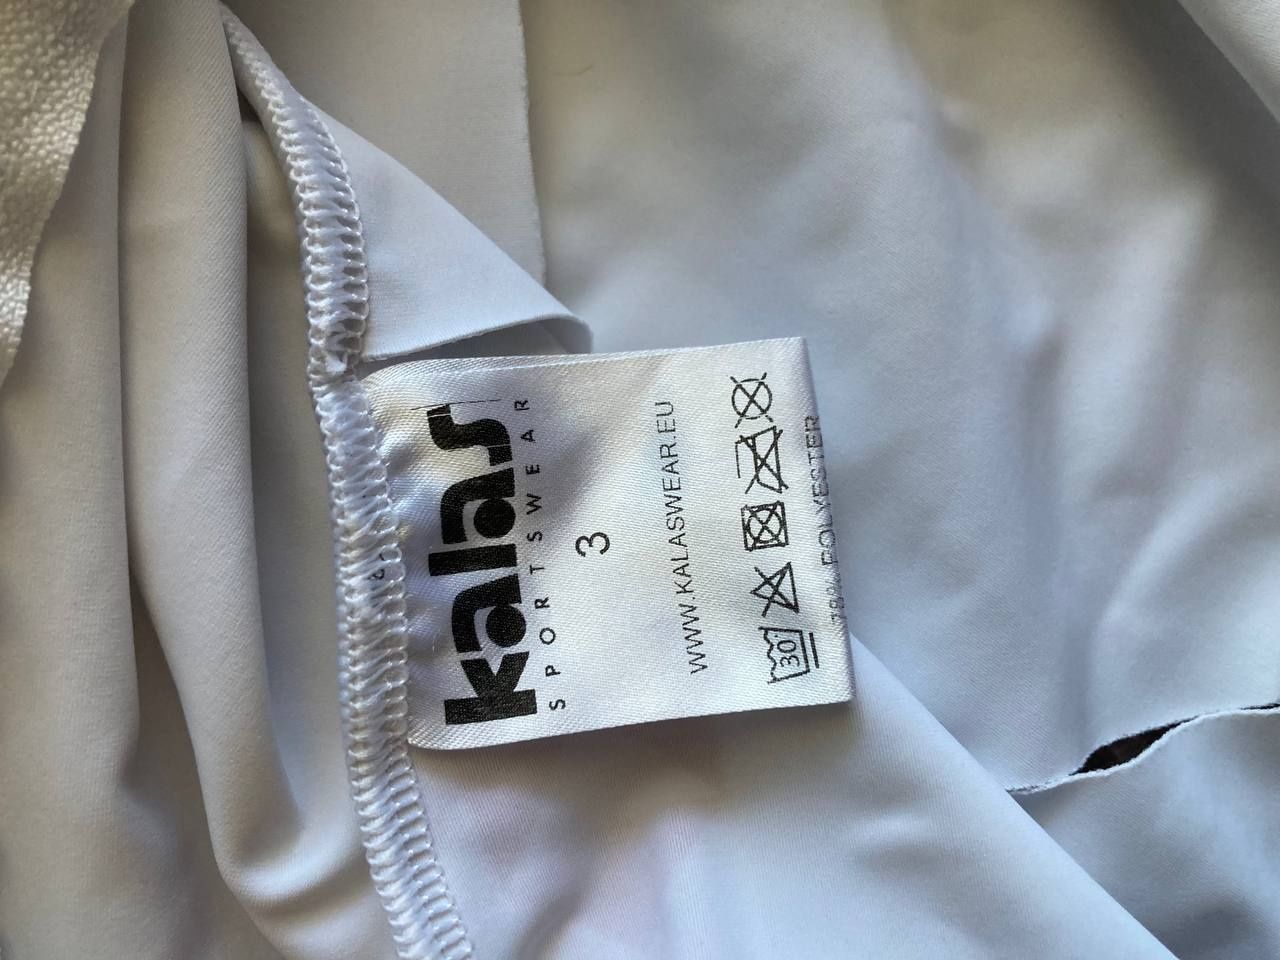 kalas
SPORTSWEAR
3
WWW.KALASWEAR.EU
30
POLYESTER